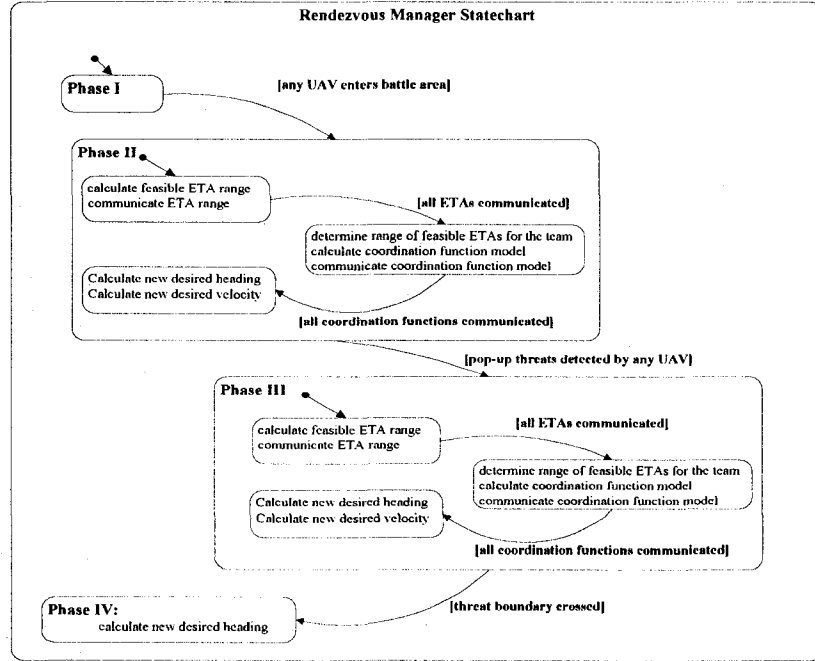 Rendezvous Manager Statechart
Phase I
[any UAV enters battle area]
Phase II
calculate feasible ETA range
communicate ETA range
[all ETAs communicated]
determine range of feasible ETAs for the team
calculate coordination function model
communicate coordination function model
Calculate new desired heading
Calculate new desired velocity
[all coordination functions communicated]
[pop-up threats detected by any UAV]
Phase III
calculate feasible ETA range
communicate ETA range
[all ETAs communicated]
determine range of feasible ETAs for the team
calculate coordination function model
communicate coordination function model
Calculate new desired heading
Calculate new desired velocity
[all coordination functions communicated]
Phase IV:
calculate new desired heading
[threat boundary crossed]